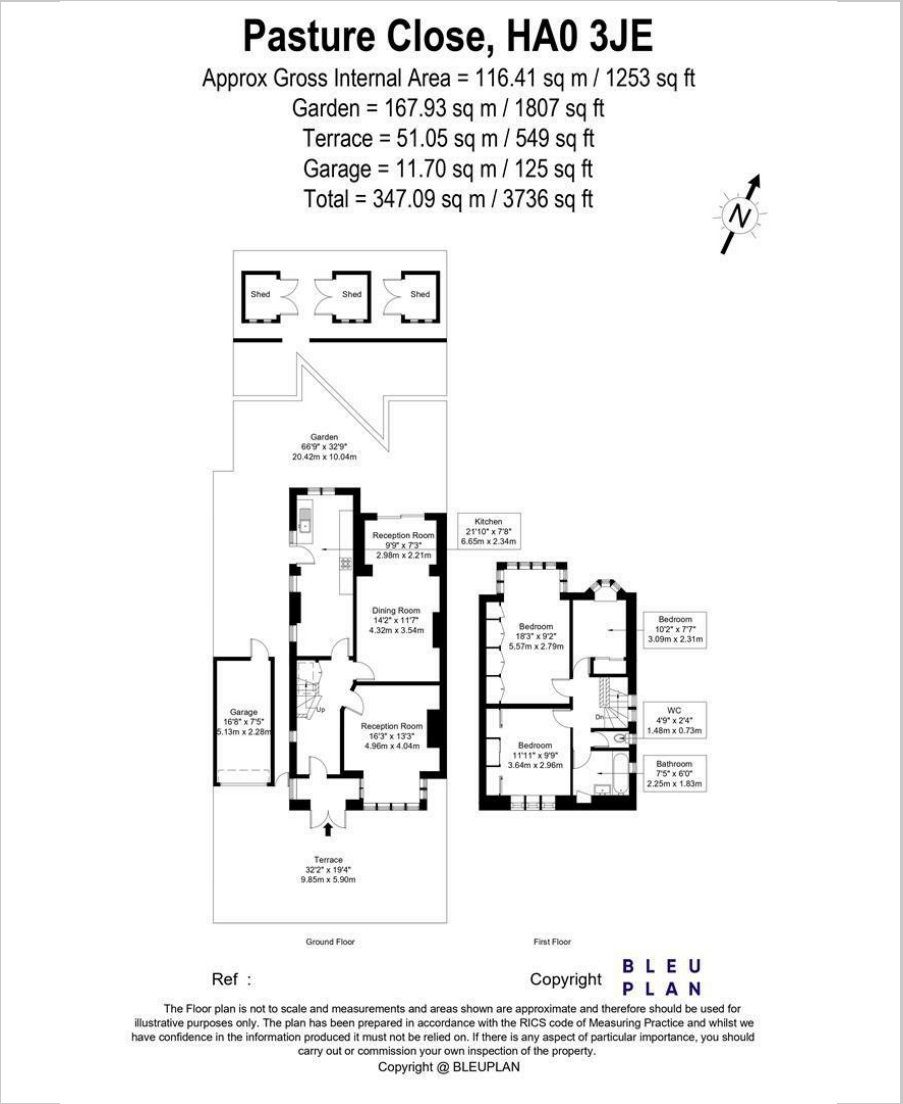 Pasture Close, HA0 3JE
Approx Gross Internal Area = 116.41 sq m / 1253 sq ft
Garden = 167.93 sq m / 1807 sq ft
Terrace = 51.05 sq m / 549 sq ft
Garage = 11.70 sq m / 125 sq ft
Total = 347.09 sq m / 3736 sq ft
N
Shed
Shed
Shed
Garden
66'9" x 32'9"
20.42m x 10.04m
Kitchen
21'10" x 7'8"
6.65m x 2.34m
Reception Room
9'9" x 7'3"
2.98m x 2.21m
Dining Room
14'2" x 11'7"
4.32m x 3.54m
Up
Garage
16'8" x 7'5"
5.13m x 2.28m
Reception Room
16'3" x 13'3"
4.96m x 4.04m
Terrace
32'2" x 19'4"
9.85m x 5.90m
Ground Floor
Bedroom
18'3" x 9'2"
5.57m x 2.79m
Bedroom
10'2" x 7'7"
3.09m x 2.31m
Dn
WC
4'9" x 2'4"
1.48m x 0.73m
Bedroom
11'11" x 9'9"
3.64m x 2.96m
Bathroom
7'5" x 6'0"
2.25m x 1.83m
First Floor
Ref :
Copyright
BLEU
PLAN
The Floor plan is not to scale and measurements and areas shown are approximate and therefore should be used for
illustrative purposes only. The plan has been prepared in accordance with the RICS code of Measuring Practice and whilst we
have confidence in the information produced it must not be relied on. If there is any aspect of particular importance, you should
carry out or commission your own inspection of the property.
Copyright @ BLEUPLAN